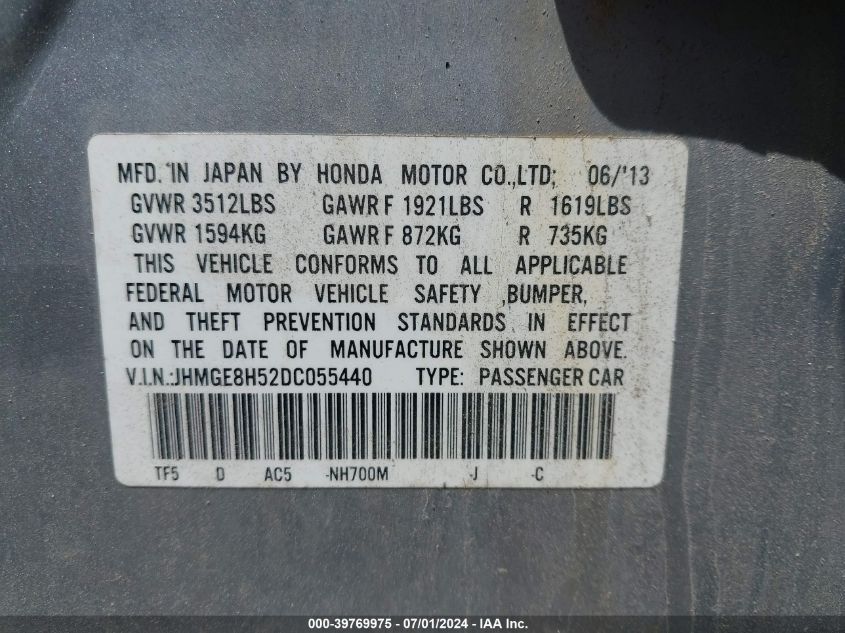 MFD. IN JAPAN BY HONDA MOTOR CO.,LTD; 06/'13
GVWR 3512LBS GAWR F 1921LBS R 1619LBS
GVWR 1594KG GAWR F 872KG R 735KG
THIS VEHICLE CONFORMS TO ALL APPLICABLE
FEDERAL MOTOR VEHICLE SAFETY ,BUMPER,
AND THEFT PREVENTION STANDARDS IN EFFECT
ON THE DATE OF MANUFACTURE SHOWN ABOVE.
V.I.N.:JHMGE8H52DC055440 TYPE: PASSENGER CAR
TF5 D AC5 -NH700M -J -C
000-39769975 - 07/01/2024 - IAA Inc.